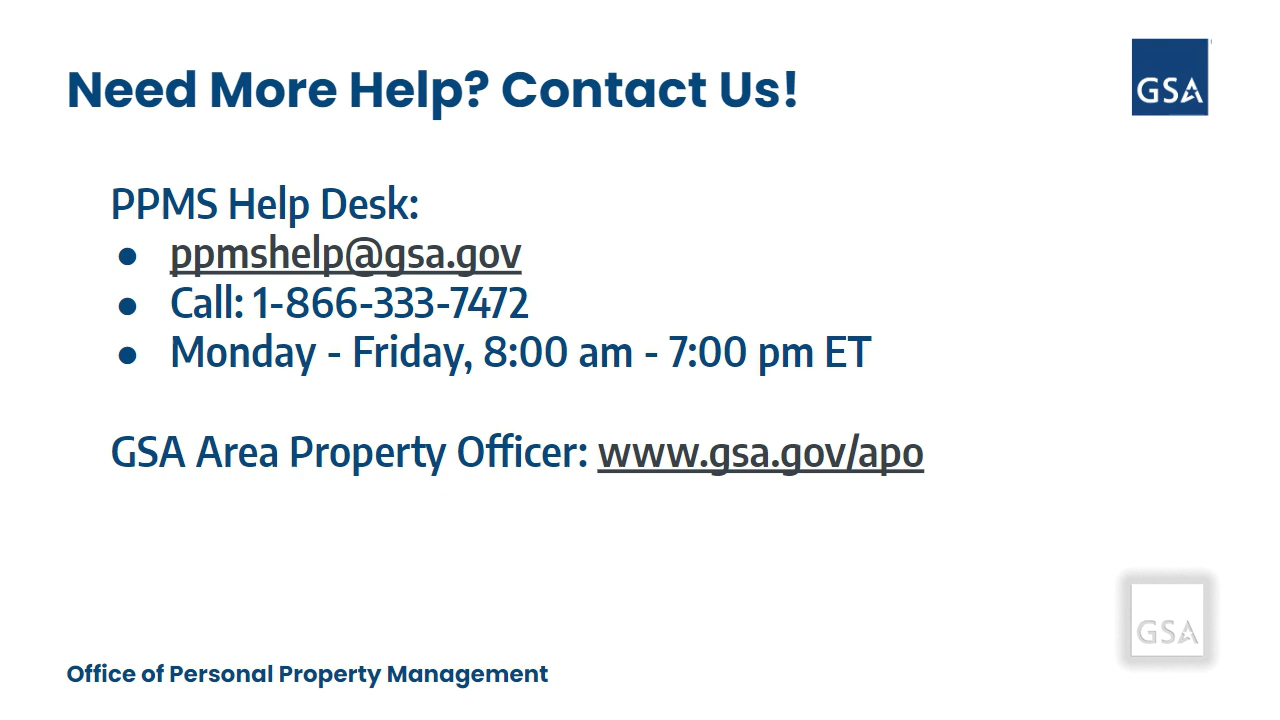 Need More Help? Contact Us!
GSA
PPMS Help Desk:
● ppmshelp@gsa.gov
● Call: 1-866-333-7472
● Monday - Friday, 8:00 am - 7:00 pm ET
GSA Area Property Officer: www.gsa.gov/apo
GSA
Office of Personal Property Management